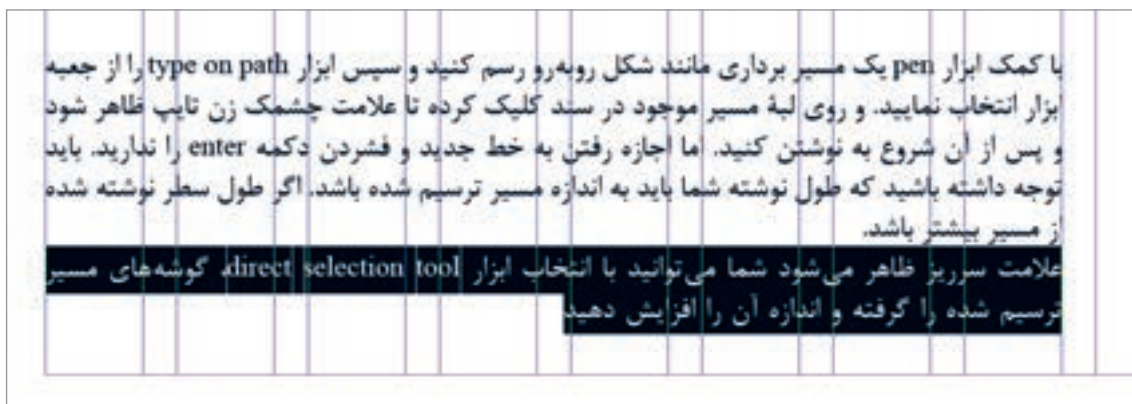 با کمک ابزار pen یک مسیر برداری مانند شکل روبه‌رو رسم کنید و سپس ابزار type on path را از جعبه
ابزار انتخاب نمایید. و روی لبهٔ مسیر موجود در سند کلیک کرده تا علامت چشمک زن تایپ ظاهر شود
و پس از آن شروع به نوشتن کنید. اما اجازه رفتن به خط جدید و فشردن دکمه enter را ندارید. باید
توجه داشته باشید که طول نوشته شما باید به اندازه مسیر ترسیم شده باشد. اگر طول سطر نوشته شده
از مسیر بیشتر باشد.
علامت سرریز ظاهر می‌شود شما می‌توانید با انتخاب ابزار direct selection tool، گوشه‌های مسیر
ترسیم شده را گرفته و اندازه آن را افزایش دهید